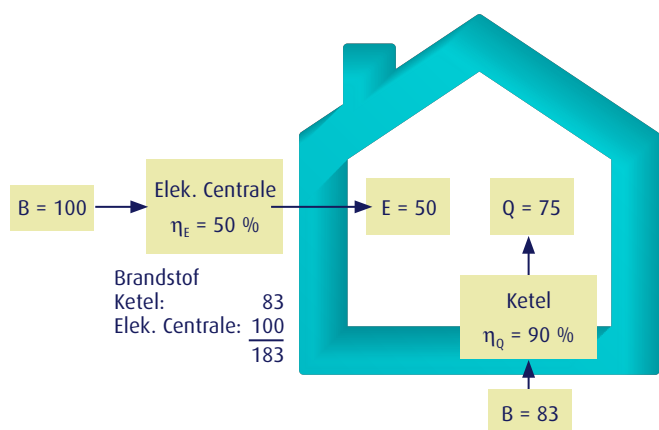 B = 100
Elek. Centrale
ηE = 50 %
E = 50
Q = 75
Brandstof
Ketel: 83
Elek. Centrale: 100
183
Ketel
ηQ = 90 %
B = 83